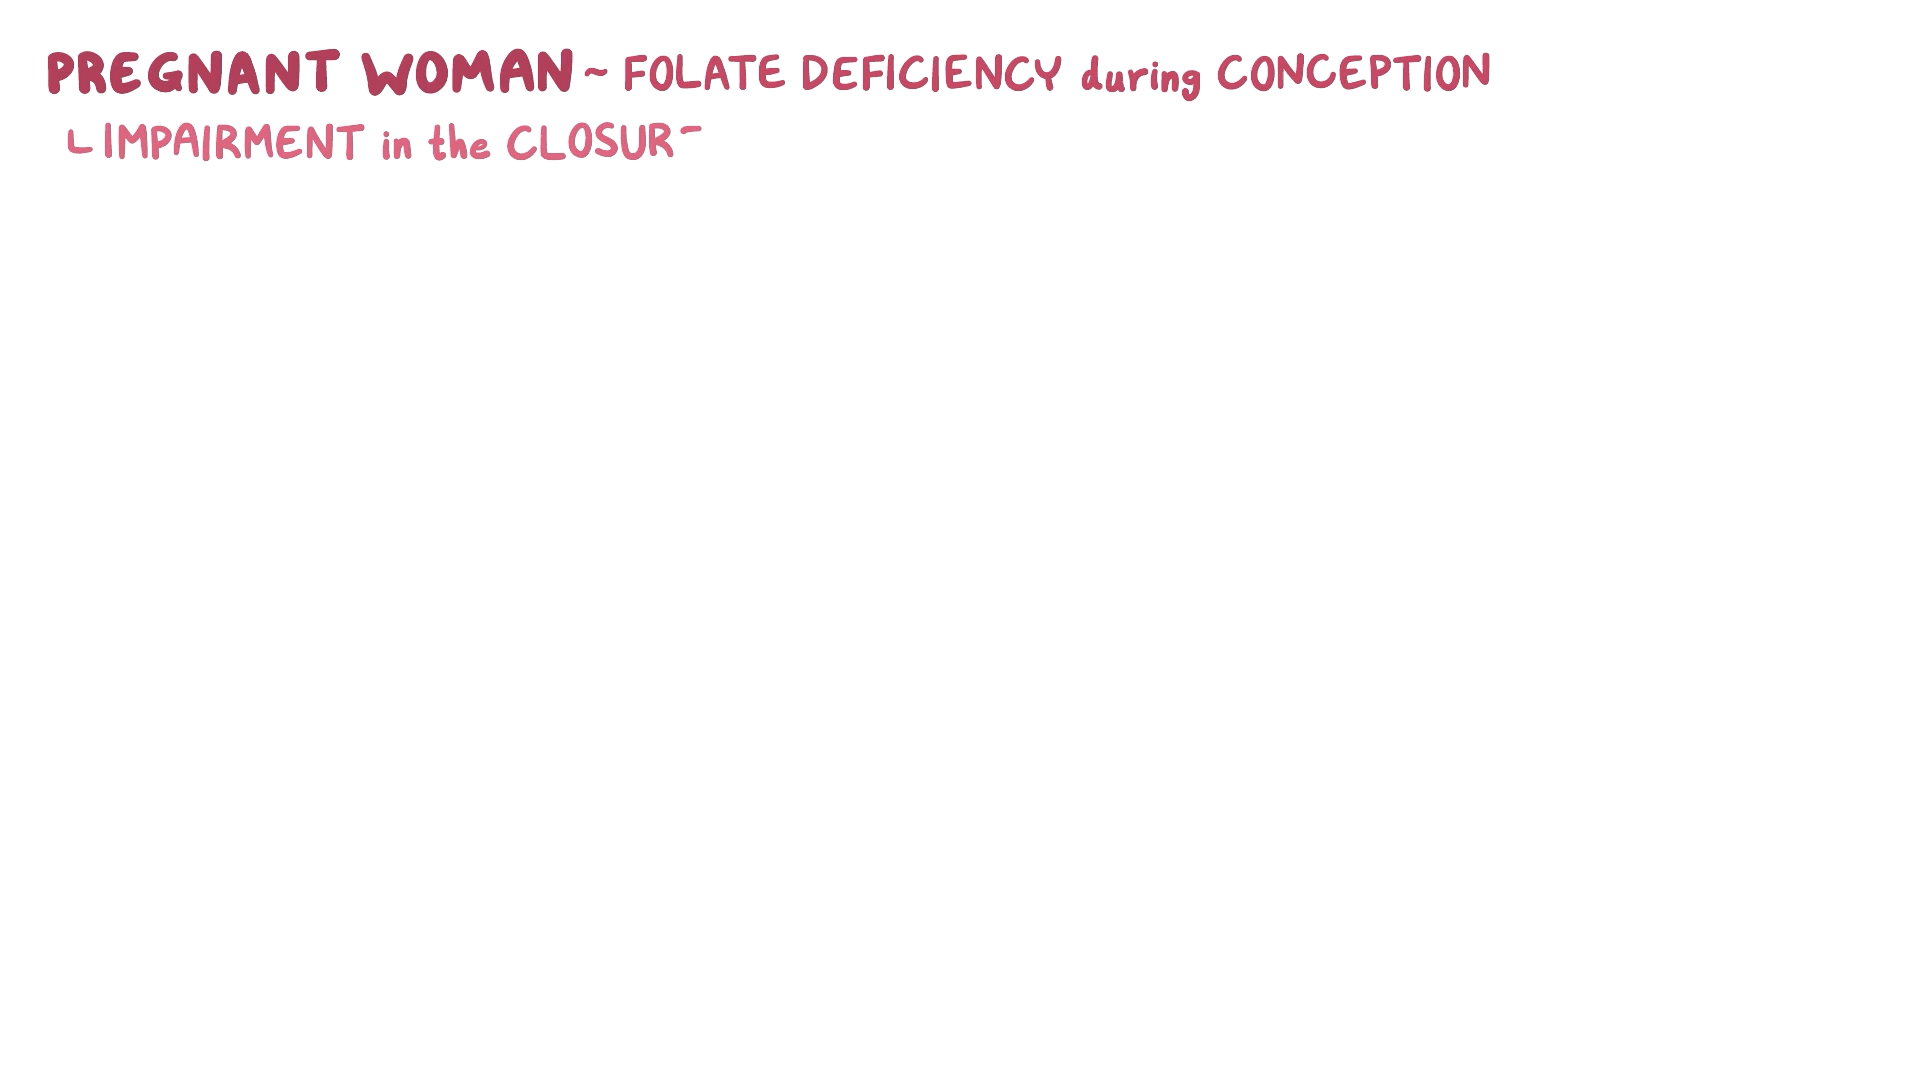 PREGNANT WOMAN ~ FOLATE DEFICIENCY during CONCEPTION
IMPAIRMENT in the CLOSUR